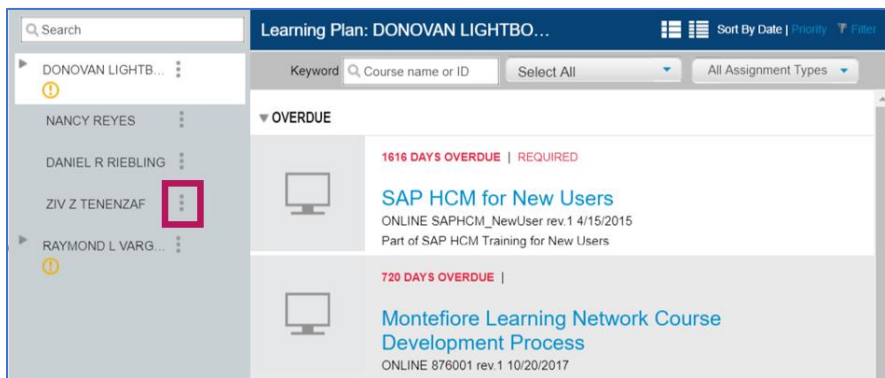 Search
DONOVAN LIGHTB...
NANCY REYES
DANIEL R RIEBLING
ZIV Z TENENZAF
RAYMOND L VARG...
Learning Plan: DONOVAN LIGHTBO...
Sort By Date | Priority Filter
Keyword Course name or ID Select All All Assignment Types
OVERDUE
1616 DAYS OVERDUE | REQUIRED
SAP HCM for New Users
ONLINE SAPHCM_NewUser rev.1 4/15/2015
Part of SAP HCM Training for New Users
720 DAYS OVERDUE |
Montefiore Learning Network Course
Development Process
ONLINE 876001 rev.1 10/20/2017